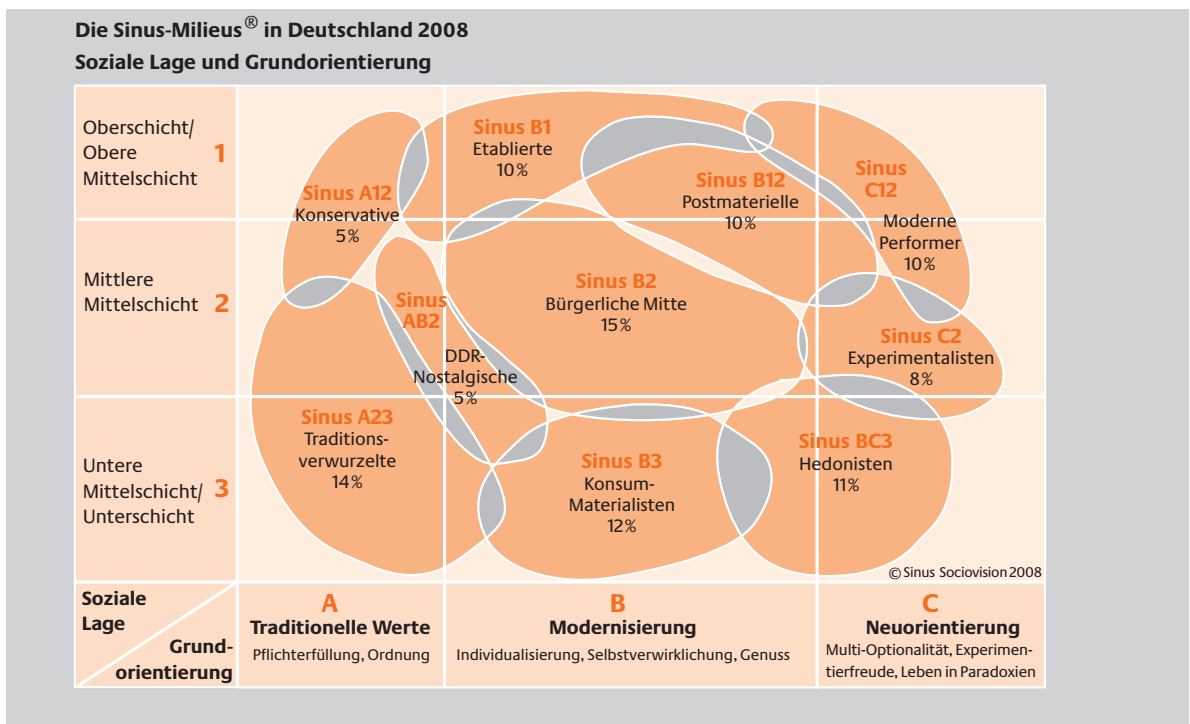 Die Sinus-Milieus® in Deutschland 2008
Soziale Lage und Grundorientierung
Oberschicht/
Obere
Mittelschicht
1
Sinus A12
Konservative
5%
Sinus B1
Etablierte
10%
Sinus B12
Postmaterielle
10%
Sinus
C12
Moderne
Performer
10%
Mittlere
Mittelschicht
2
Sinus
AB2
DDR-
Nostalgische
5%
Sinus B2
Bürgerliche Mitte
15%
Sinus C2
Experimentalisten
8%
Untere
Mittelschicht/
Unterschicht
3
Sinus A23
Traditions-
verwurzelte
14%
Sinus B3
Konsum-
Materialisten
12%
Sinus BC3
Hedonisten
11%
© Sinus Sociovision 2008
Soziale
Lage
Grund-
orientierung
A
Traditionelle Werte
Pflichterfüllung, Ordnung
B
Modernisierung
Individualisierung, Selbstverwirklichung, Genuss
C
Neuorientierung
Multi-Optionalität, Experimen-
tierfreude, Leben in Paradoxien